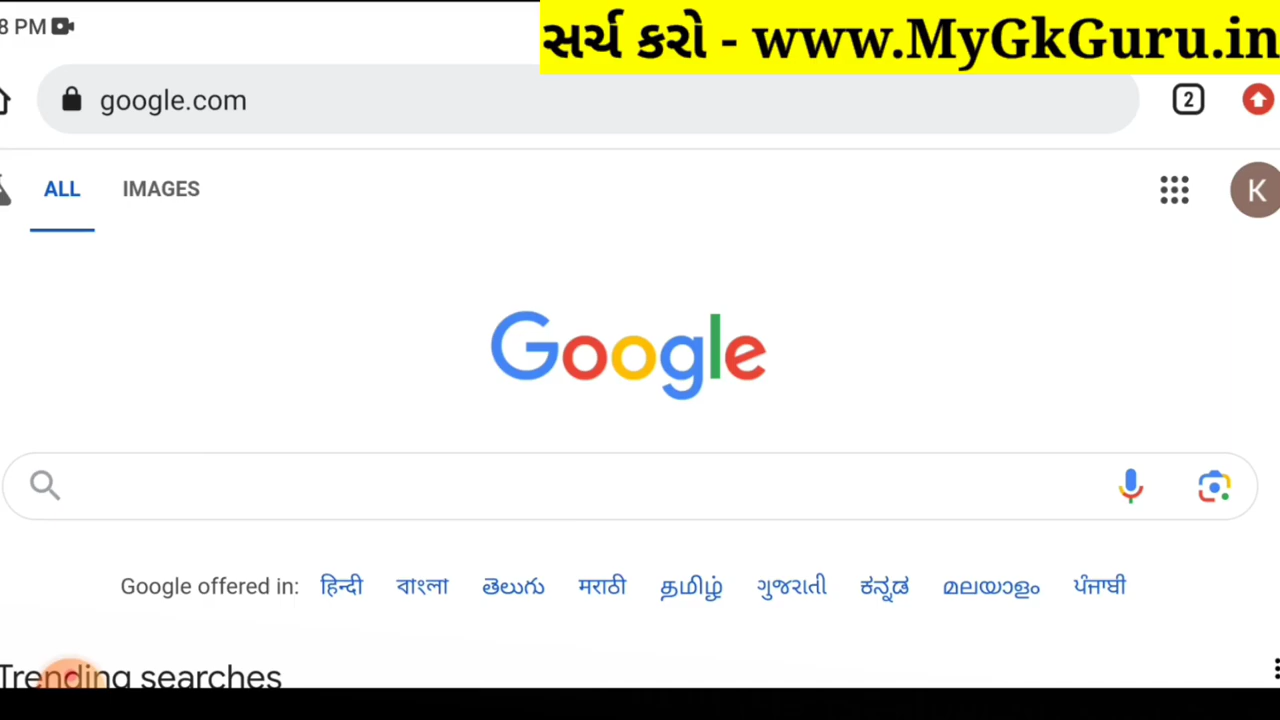 8 PM
સર્ચ કરો - www.MyGkGuru.in
google.com
2
ALL IMAGES
K
Google
Google offered in: हिन्दी বাংলা తెలుగు मराठी தமிழ் ગુજરાતી ಕನ್ನಡ മലയാളം ਪੰਜਾਬੀ
Trending searches